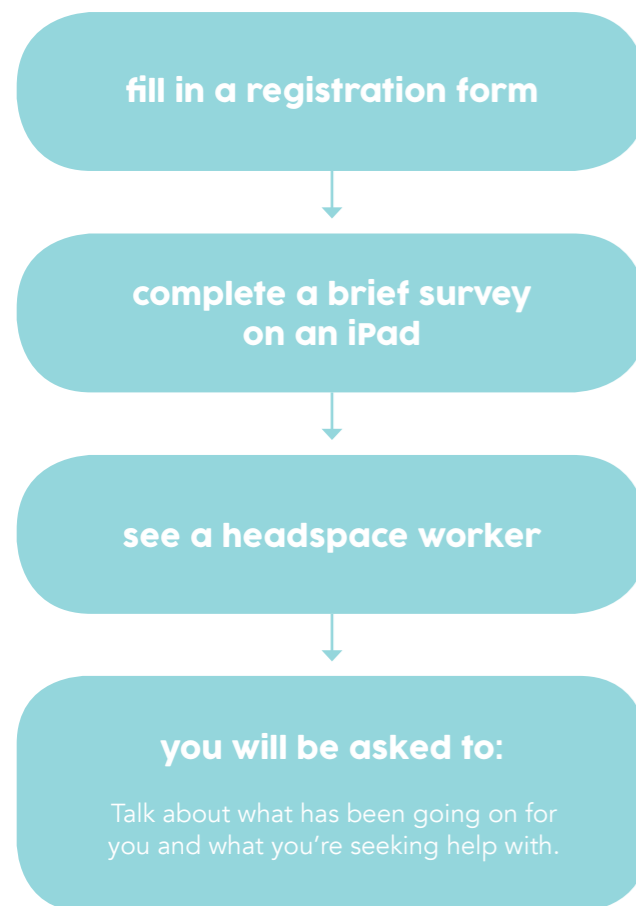 fill in a registration form
complete a brief survey
on an iPad
see a headspace worker
you will be asked to:
Talk about what has been going on for
you and what you're seeking help with.